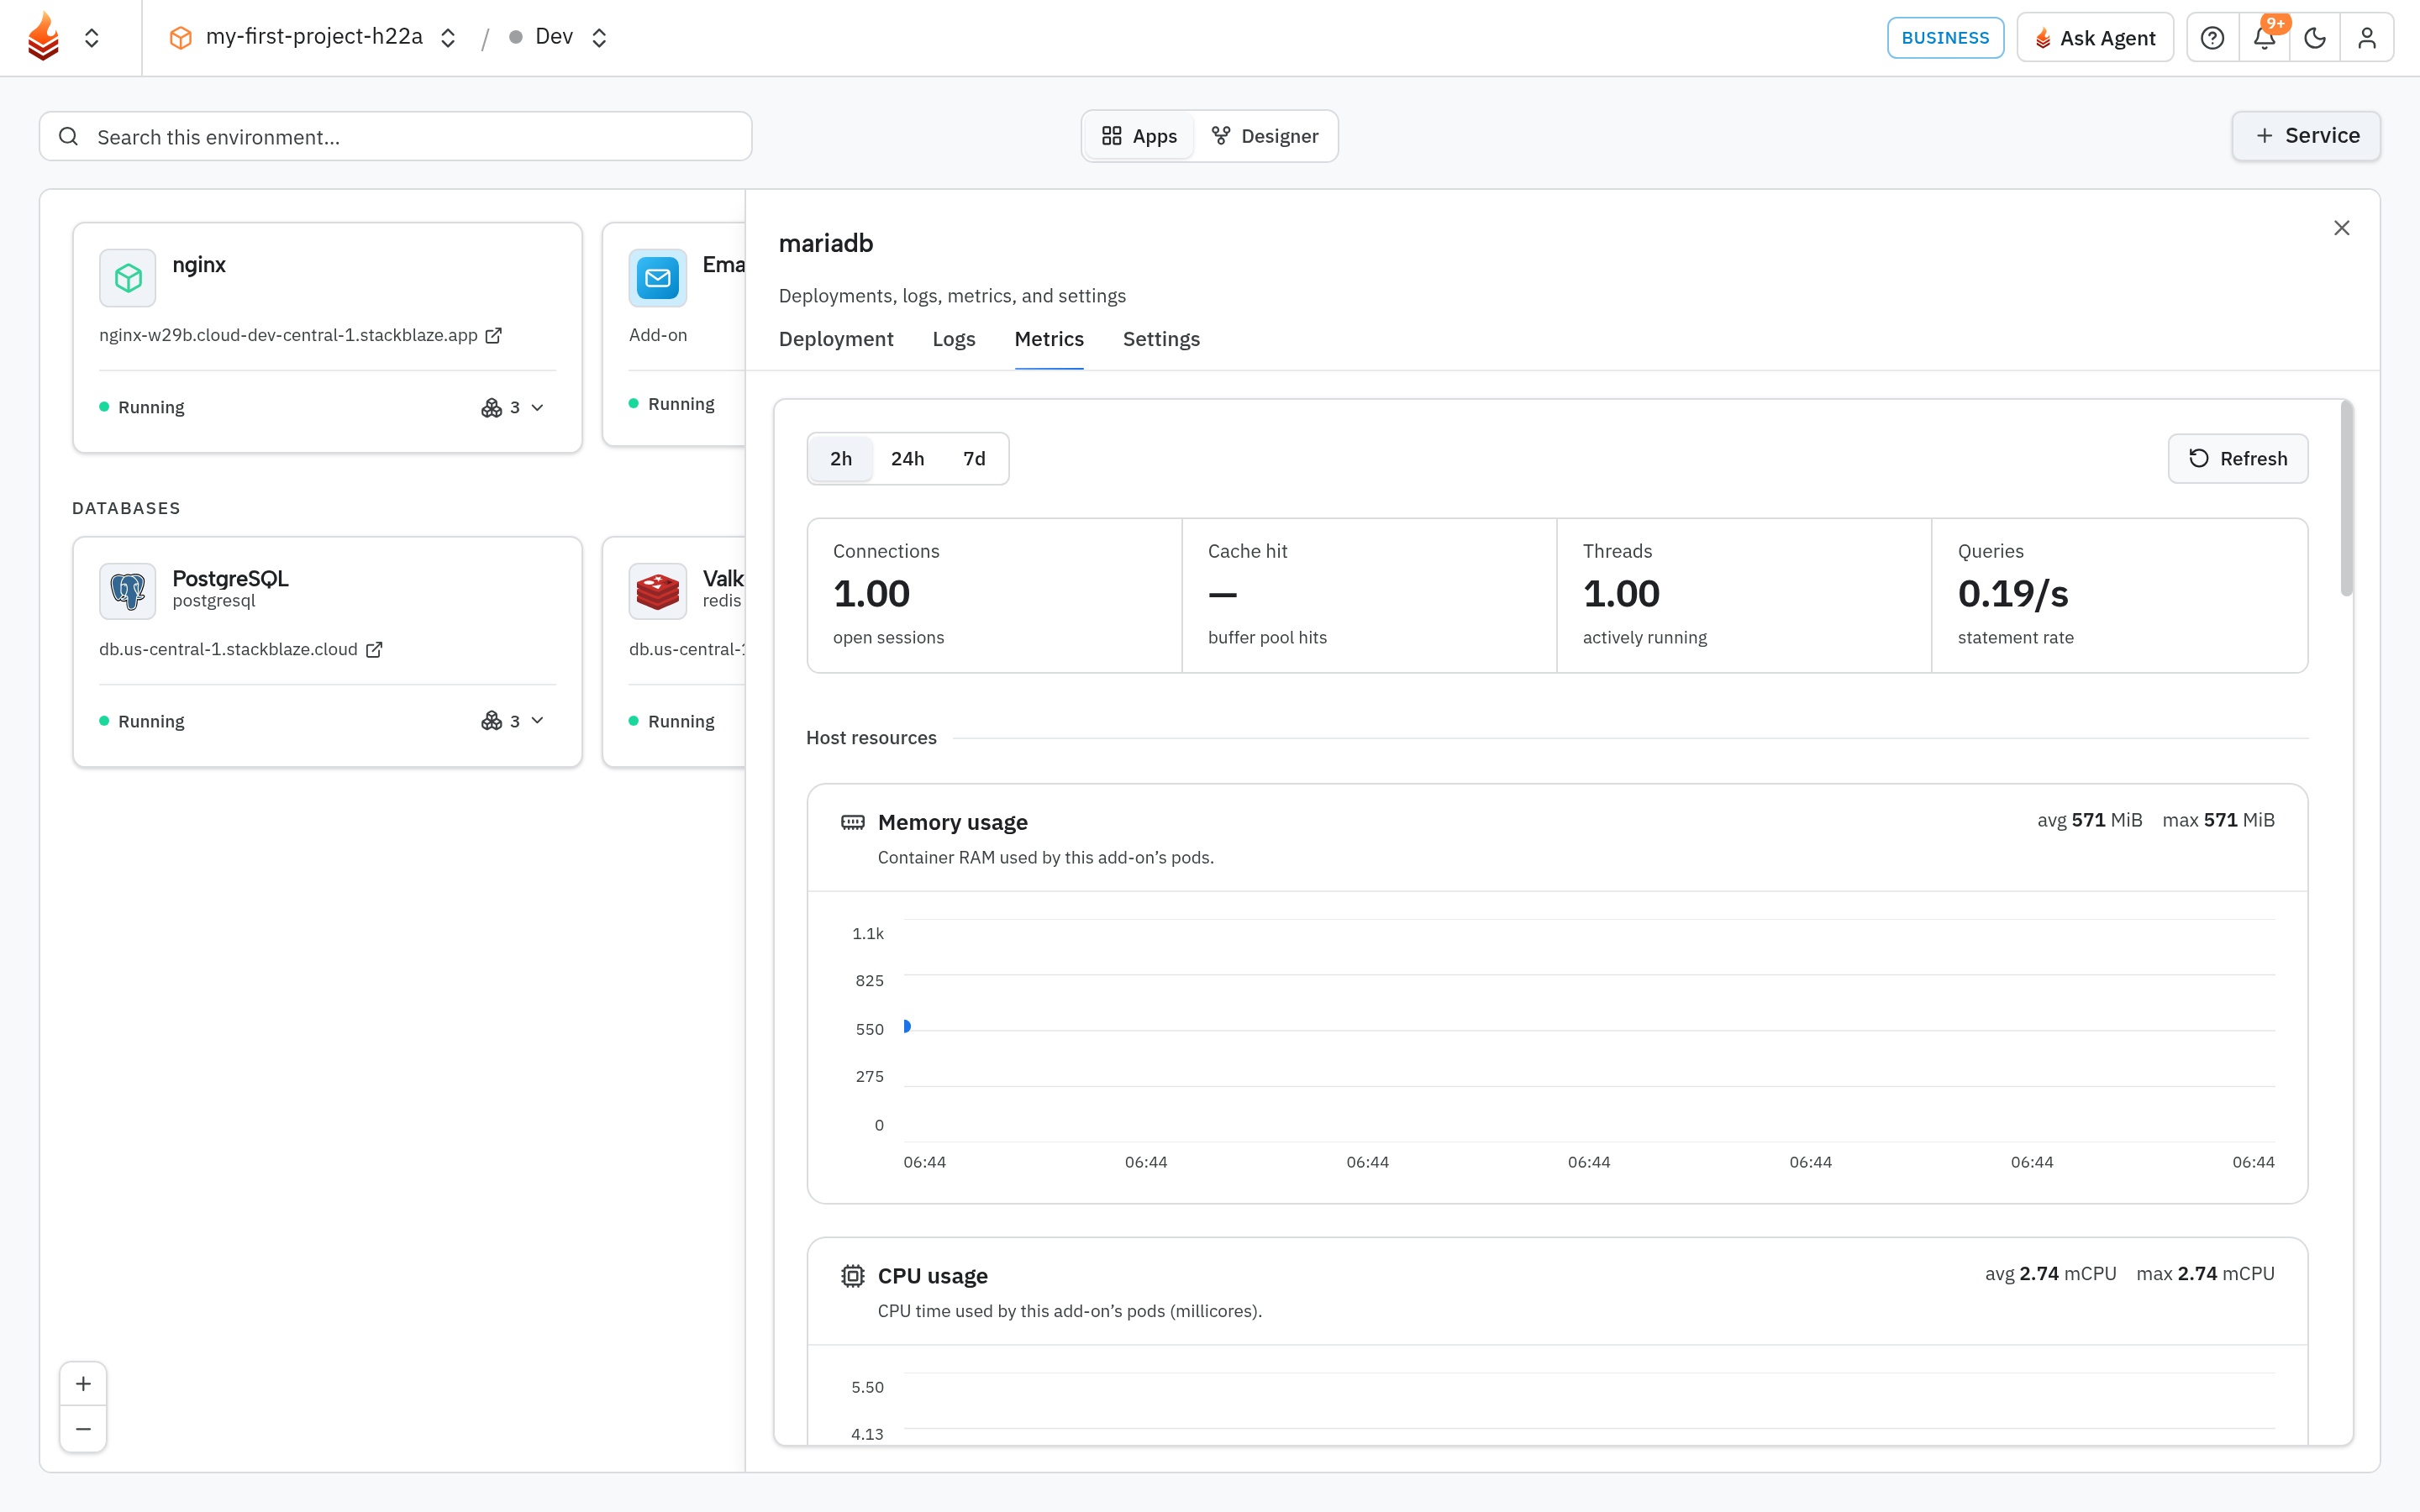 my-first-project-h22a / Dev
BUSINESS
Ask Agent
9+
Search this environment...
Apps
Designer
+ Service
nginx
nginx-w29b.cloud-dev-central-1.stackblaze.app
Running
3
Ema
Add-on
Running
DATABASES
PostgreSQL
postgresql
db.us-central-1.stackblaze.cloud
Running
3
Valk
redis
db.us-central-1
Running
mariadb
Deployments, logs, metrics, and settings
Deployment Logs Metrics Settings
2h 24h 7d
Refresh
Connections
1.00
open sessions
Cache hit
—
buffer pool hits
Threads
1.00
actively running
Queries
0.19/s
statement rate
Host resources
Memory usage
avg 571 MiB max 571 MiB
Container RAM used by this add-on’s pods.
1.1k
825
550
275
0
06:44 06:44 06:44 06:44 06:44 06:44 06:44
CPU usage
avg 2.74 mCPU max 2.74 mCPU
CPU time used by this add-on’s pods (millicores).
5.50
4.13